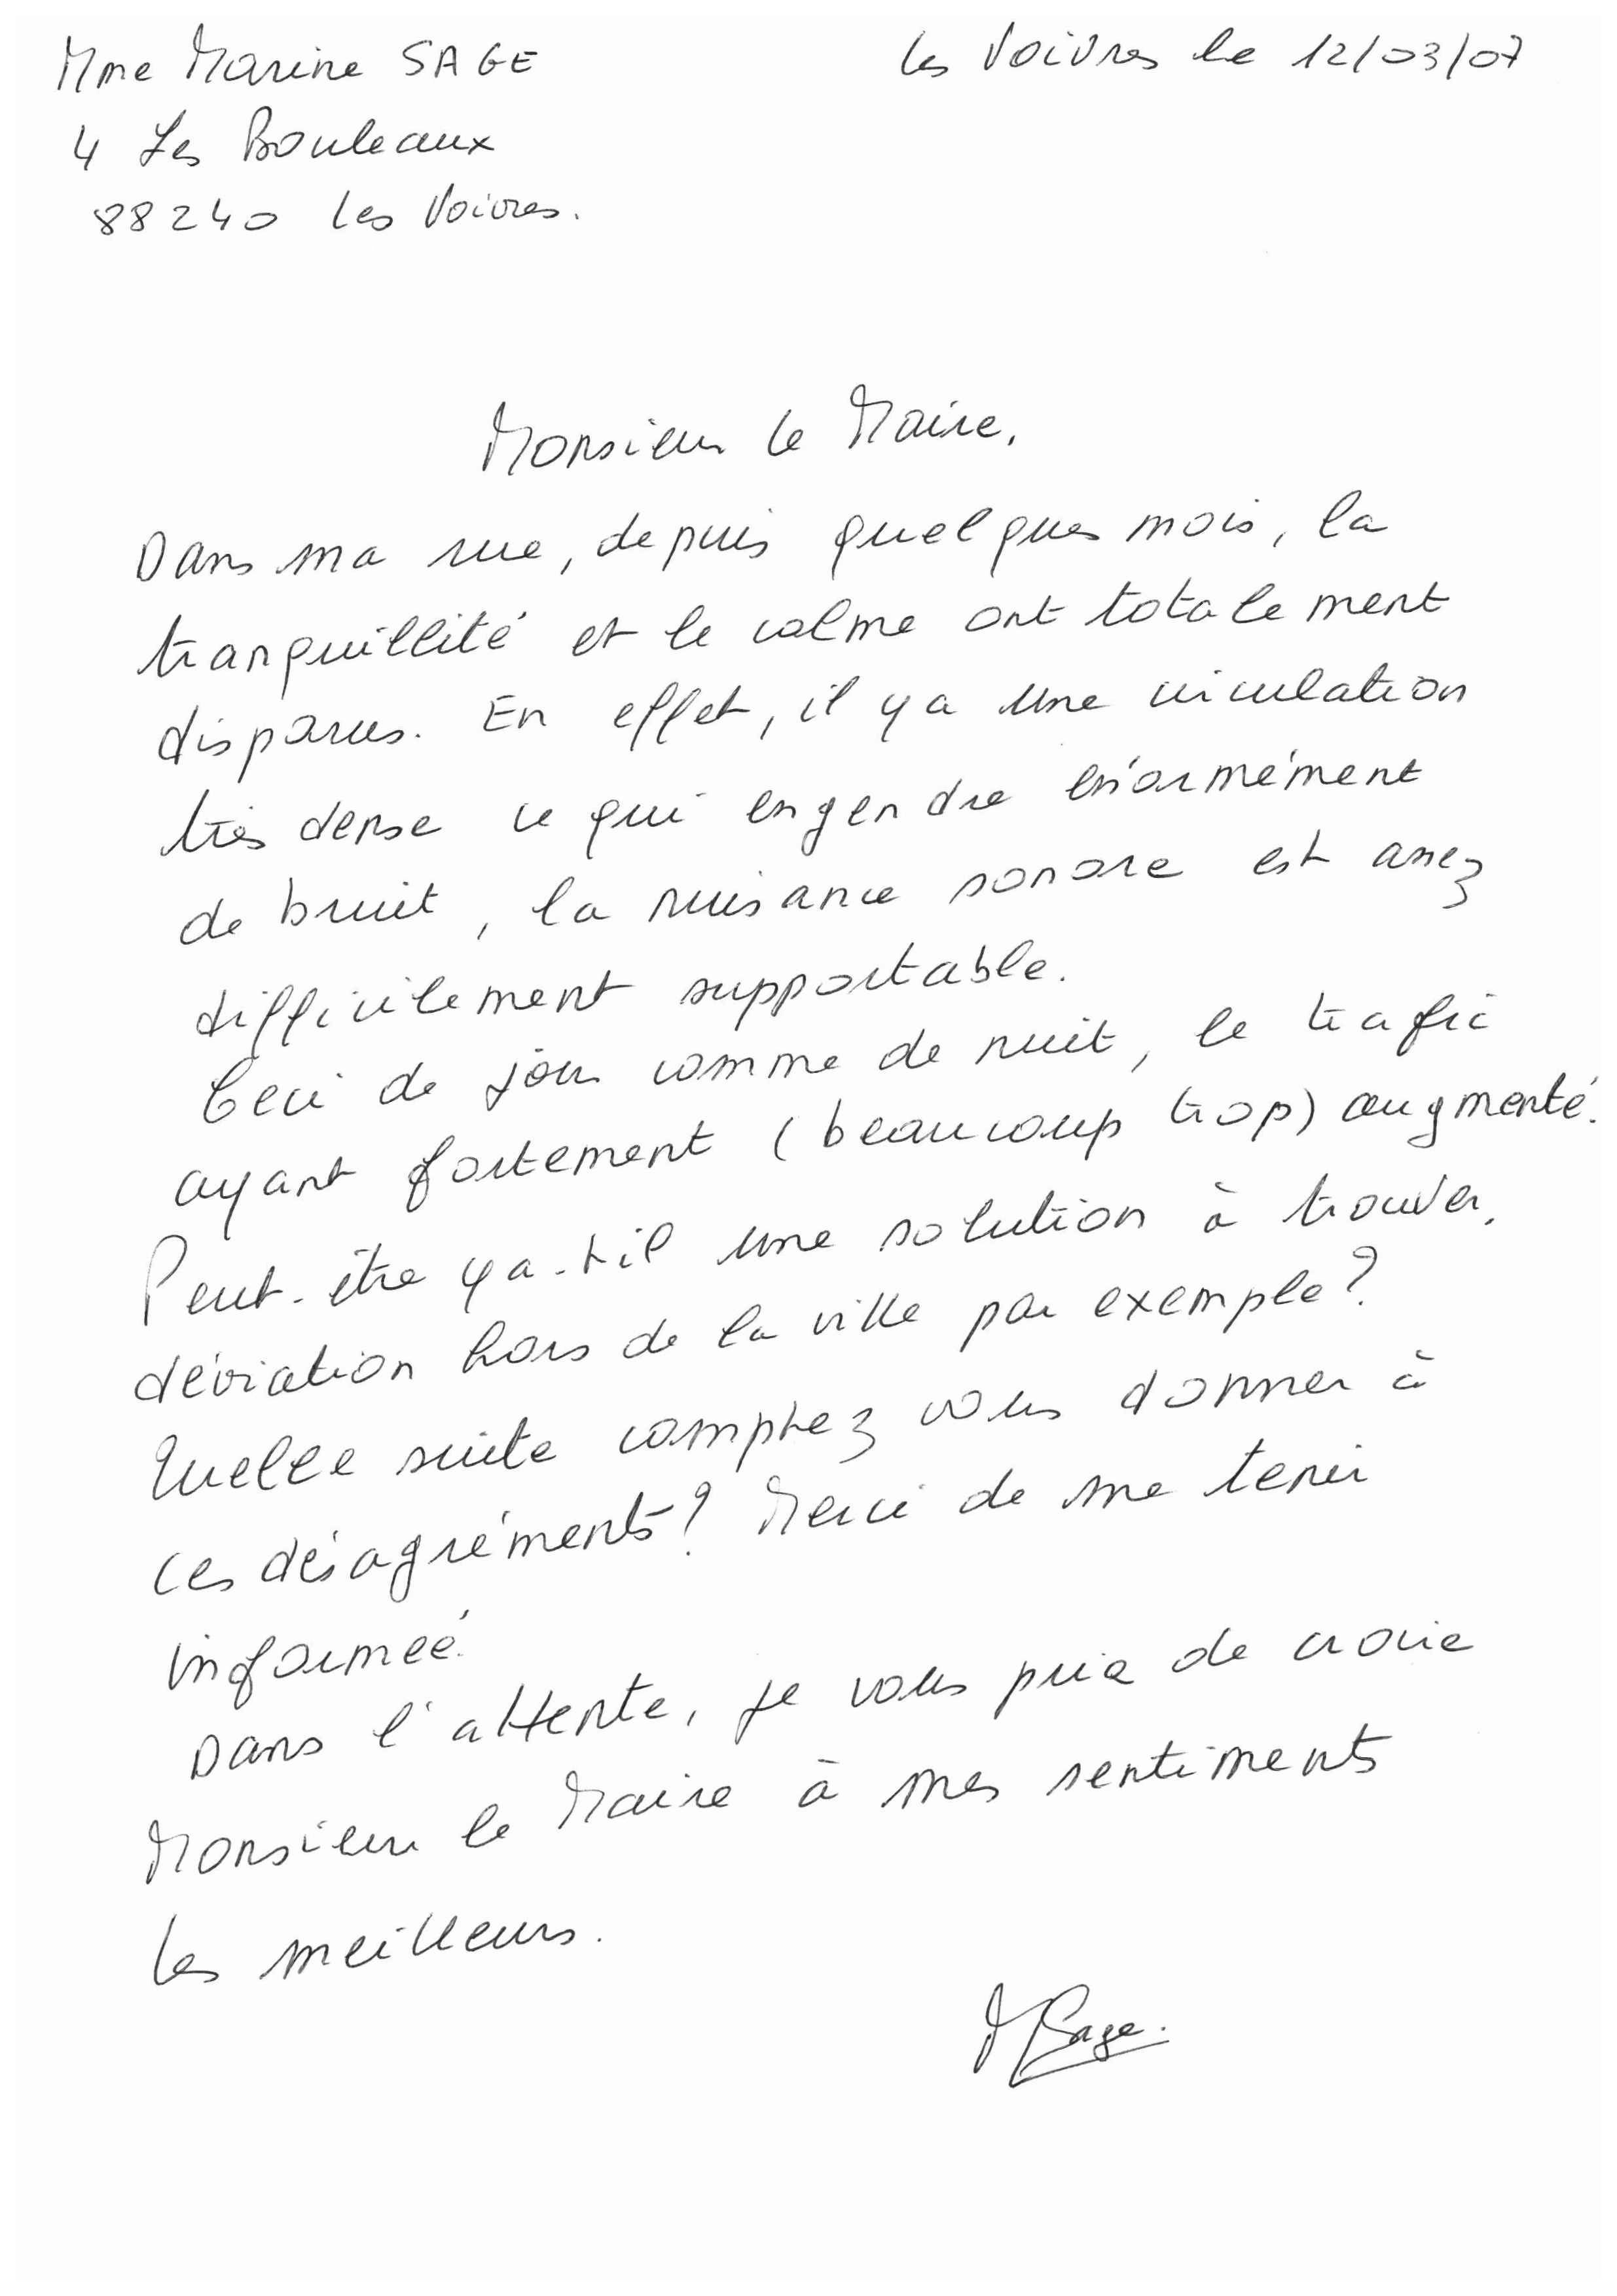 Mme Marine SAGE
Les Voivres le 12/03/07
4 Les Bouleaux
88240 Les Voivres.
Monsieur le Maire,
Dans ma rue, depuis quelques mois, la
tranquillité et le calme ont totalement
disparus. En effet, il y a une circulation
très dense ce qui engendre énormément
de bruit, la nuisance sonore est assez
difficilement supportable.
Ceci de jour comme de nuit, le trafic
ayant fortement (beaucoup trop) augmenté.
Peut-être y a-t-il une solution à trouver,
déviation hors de la ville par exemple?
Quelle suite comptez vous donner à
ces désagréments? Merci de me tenir
informée.
Dans l'attente, je vous prie de croire
Monsieur le Maire à mes sentiments
les meilleurs.
MSage.